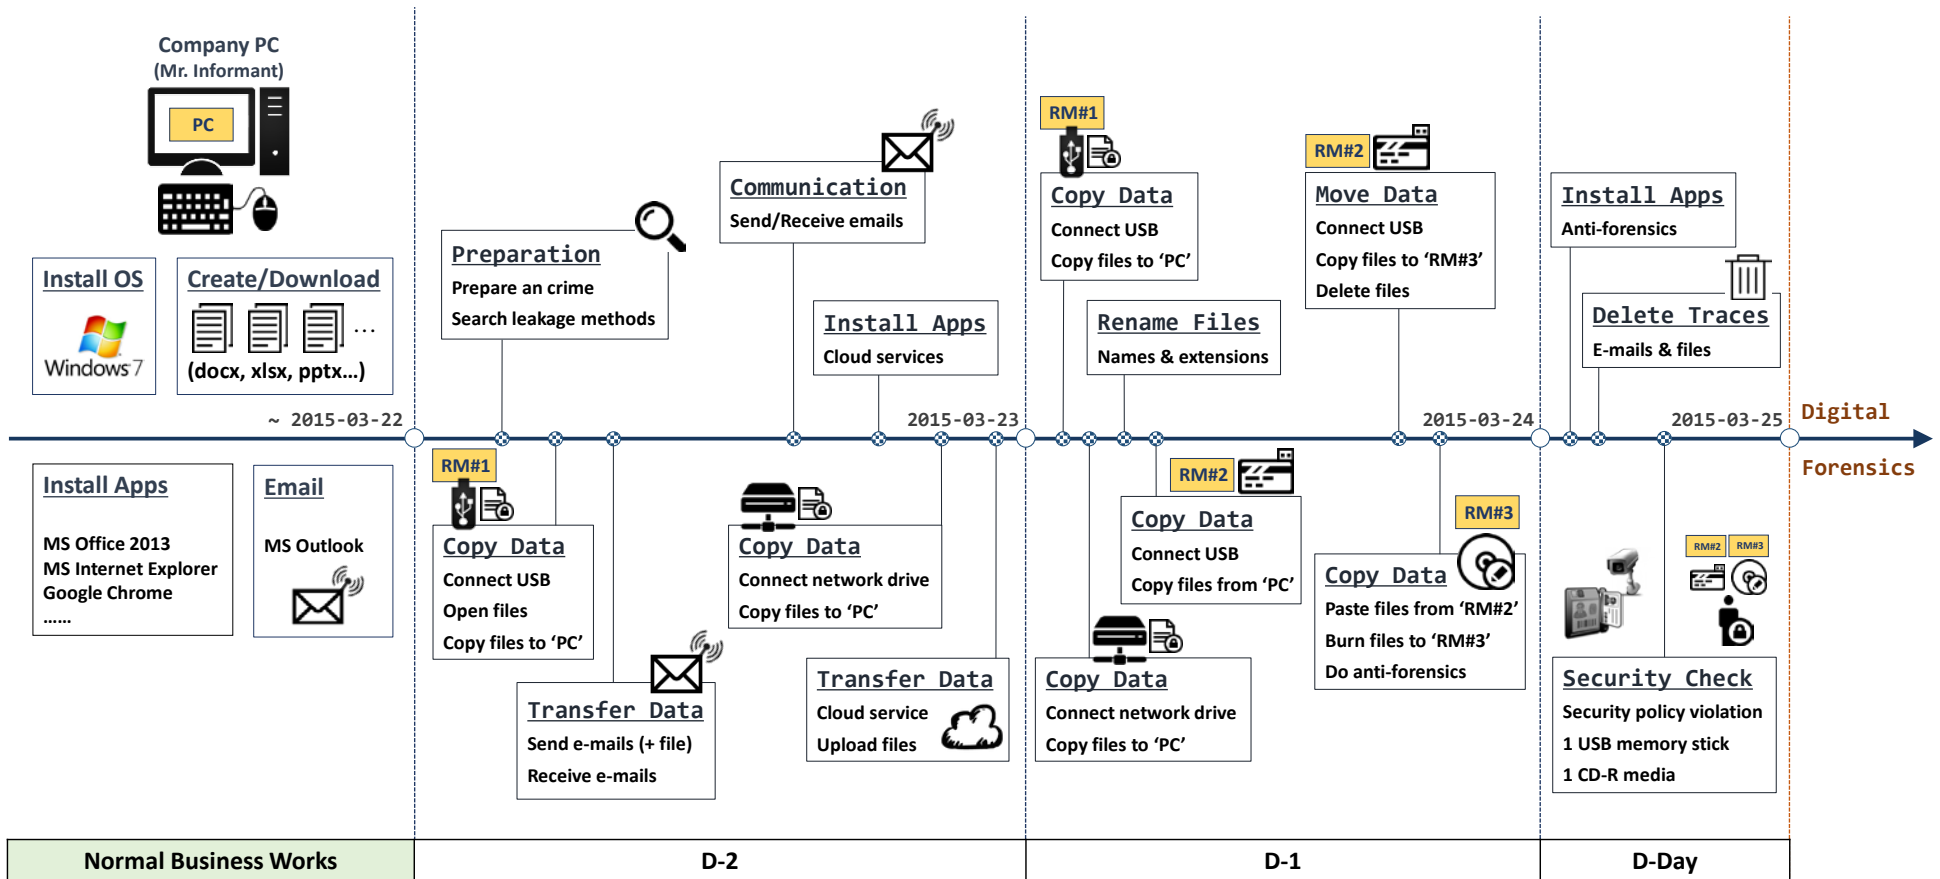 Company PC
(Mr. Informant)
PC
Install OS
Windows 7
Create/Download
...
(docx, xlsx, pptx...)
Install Apps
MS Office 2013
MS Internet Explorer
Google Chrome
......
Email
MS Outlook
~ 2015-03-22
Preparation
Prepare an crime
Search leakage methods
Communication
Send/Receive emails
Install Apps
Cloud services
2015-03-23
RM#1
Copy Data
Connect USB
Open files
Copy files to ‘PC’
Transfer Data
Send e-mails (+ file)
Receive e-mails
Copy Data
Connect network drive
Copy files to ‘PC’
Transfer Data
Cloud service
Upload files
RM#1
Copy Data
Connect USB
Copy files to ‘PC’
Rename Files
Names & extensions
RM#2
Move Data
Connect USB
Copy files to ‘RM#3’
Delete files
2015-03-24
RM#2
Copy Data
Connect USB
Copy files from ‘PC’
Copy Data
Connect network drive
Copy files to ‘PC’
RM#3
Copy Data
Paste files from ‘RM#2’
Burn files to ‘RM#3’
Do anti-forensics
Install Apps
Anti-forensics
Delete Traces
E-mails & files
2015-03-25
RM#2
RM#3
Security Check
Security policy violation
1 USB memory stick
1 CD-R media
Digital
Forensics
Normal Business Works
D-2
D-1
D-Day